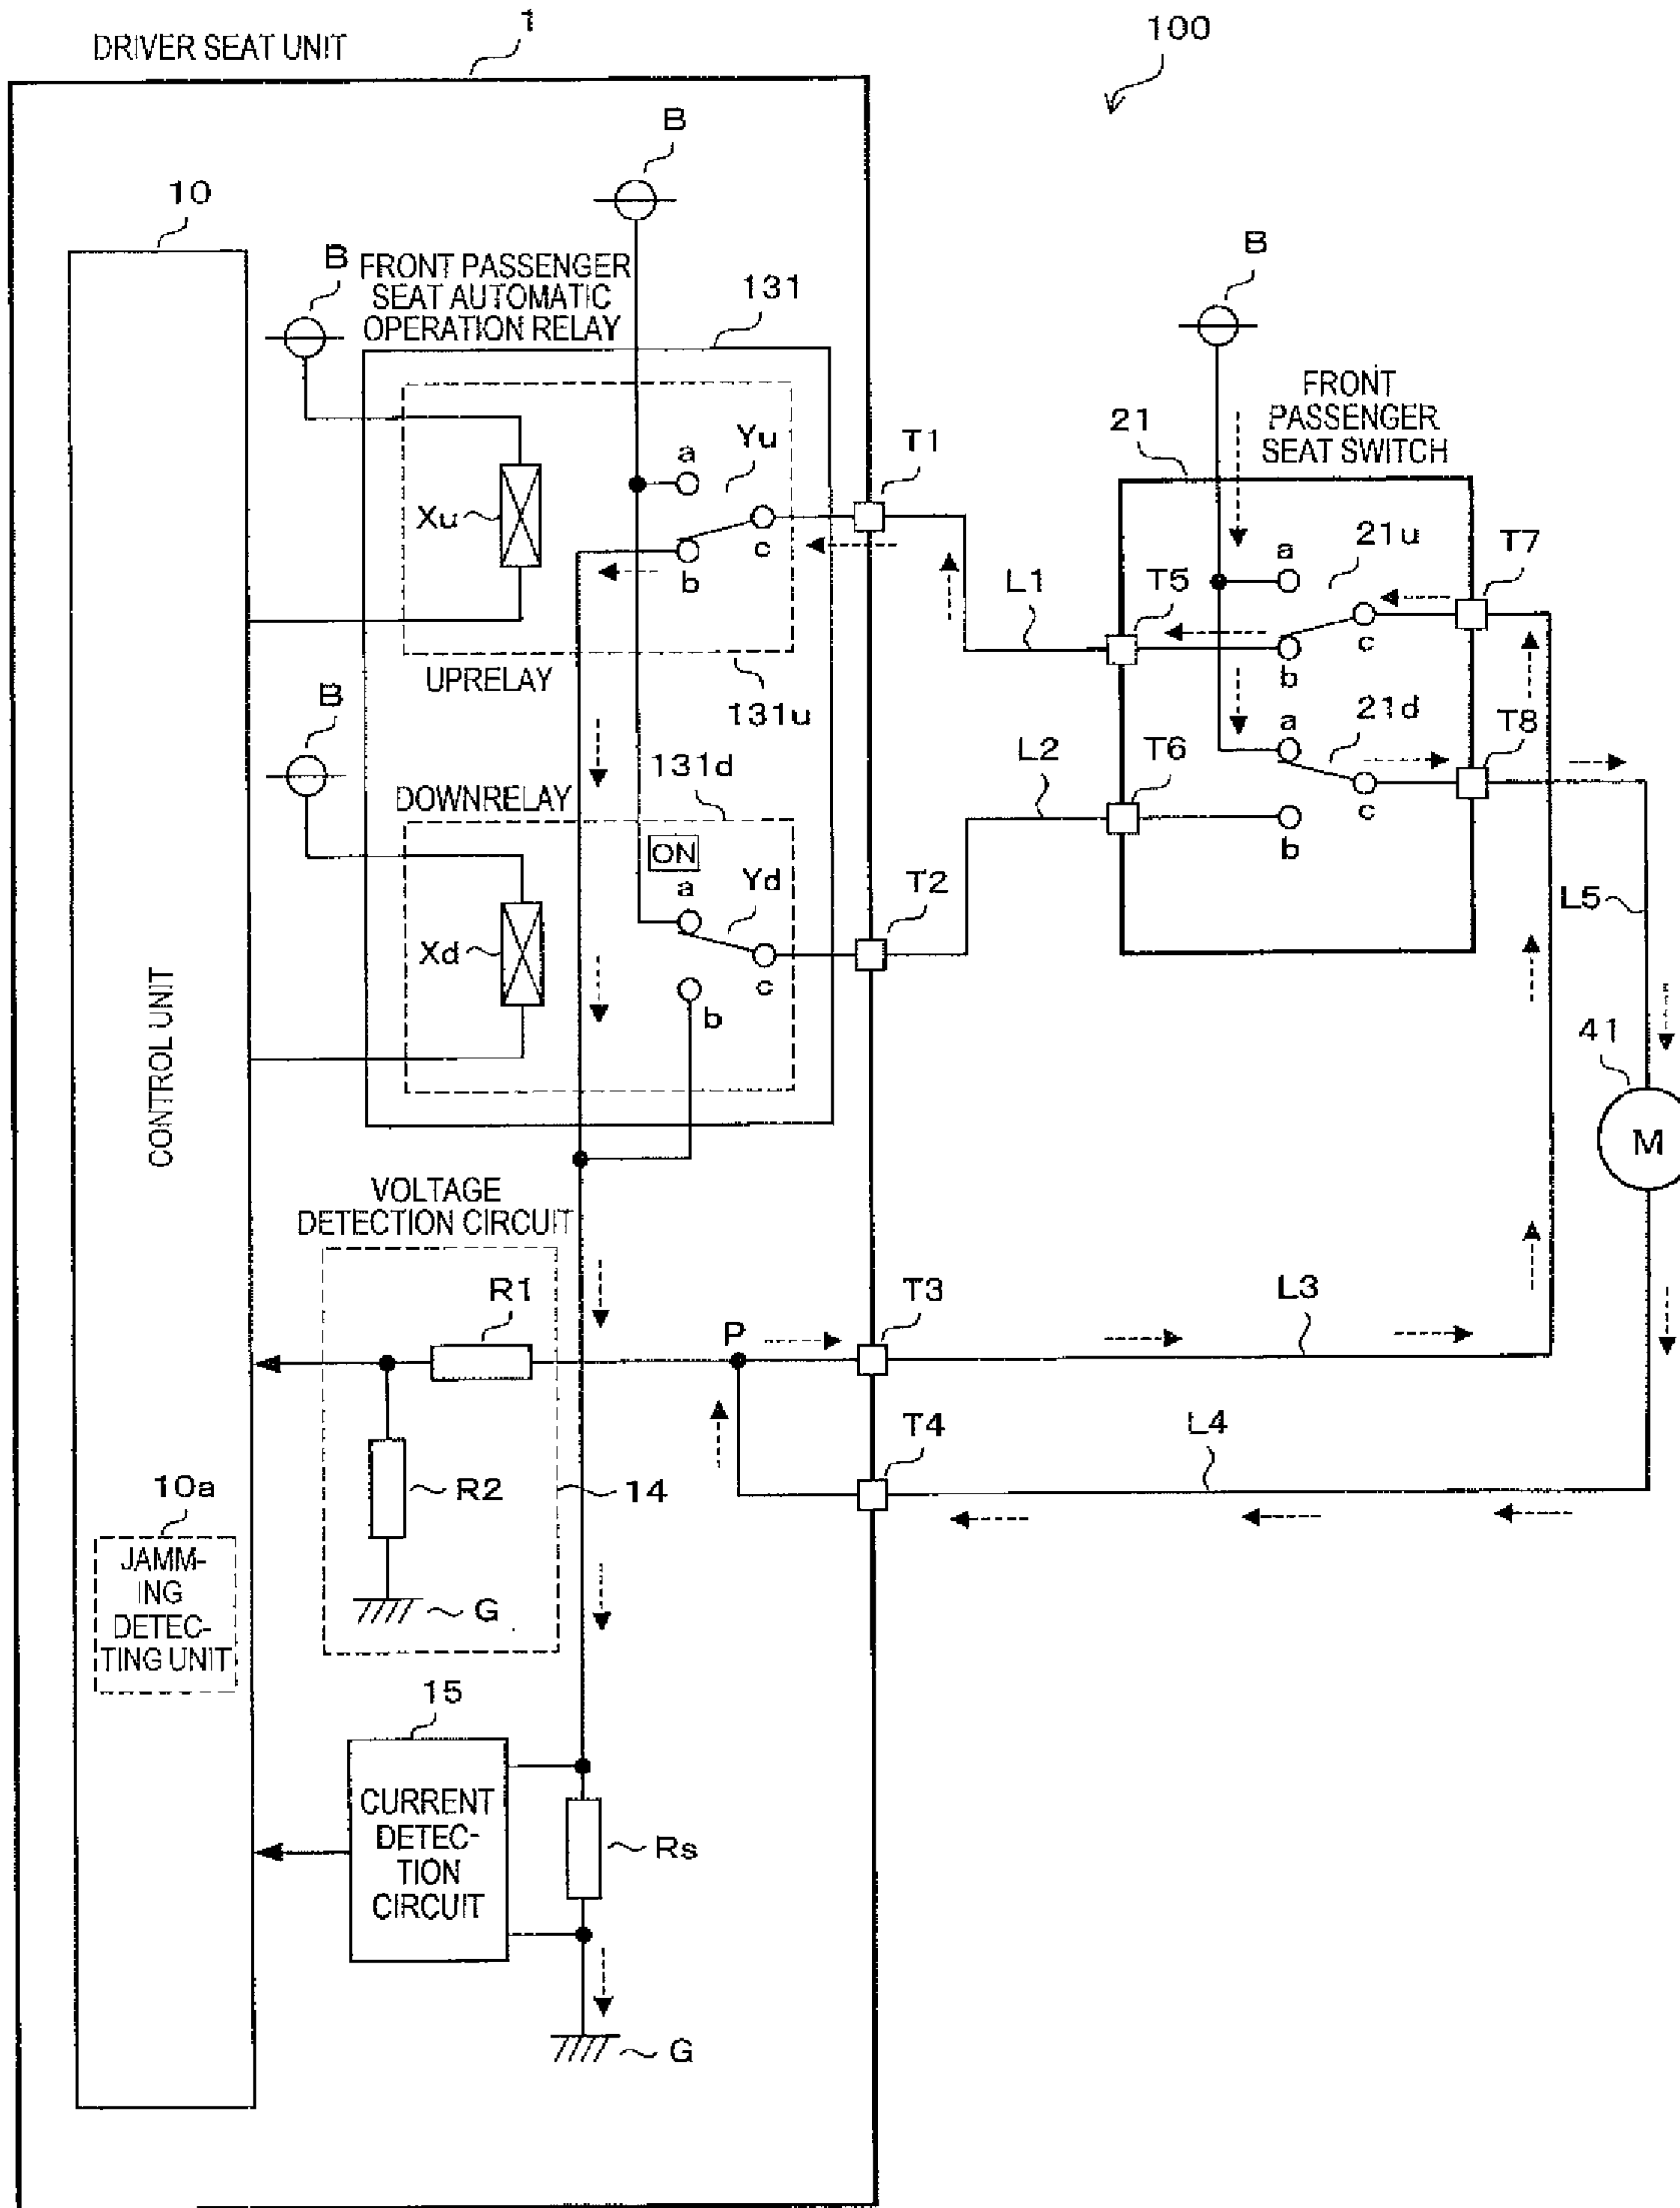 DRIVER SEAT UNIT
1
100
B
10
B
FRONT PASSENGER
SEAT AUTOMATIC
OPERATION RELAY
131
B
FRONT
PASSENGER
SEAT SWITCH
21
Xu
a
Yu
b
c
T1
UPRELAY
131u
L1
T5
a
21u
T7
b
c
B
131d
DOWNRELAY
L2
T6
a
21d
T8
b
c
ON
a
Yd
T2
Xd
b
c
L5
41
M
CONTROL UNIT
VOLTAGE
DETECTION CIRCUIT
R1
P
T3
L3
R2
14
T4
L4
G
10a
JAMM-
ING
DETEC-
TING UNIT
15
CURRENT
DETEC-
TION
CIRCUIT
Rs
G